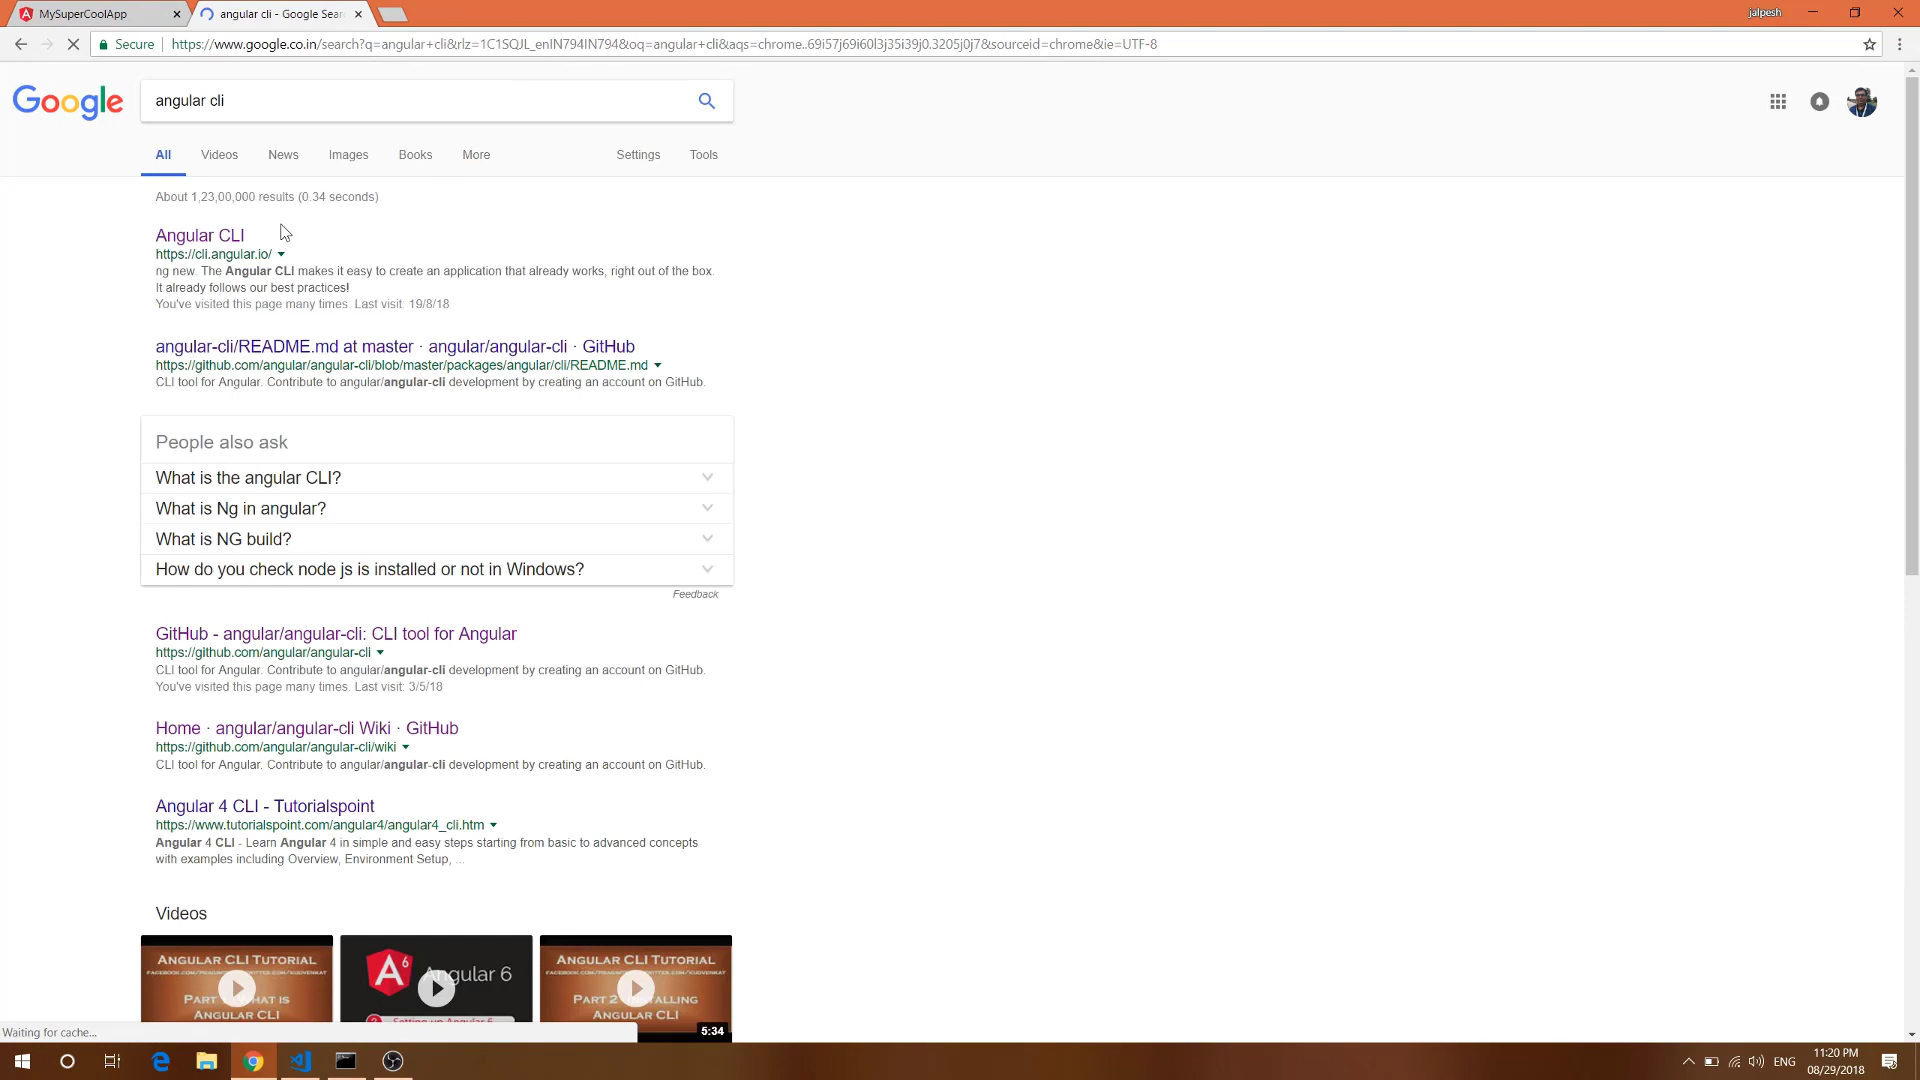 MySuperCoolApp
angular cli - Google Sear
jalpesh
Secure
https://www.google.co.in/search?q=angular+cli&rlz=1C1SQJL_enIN794IN794&oq=angular+cli&aqs=chrome..69i57j69i60l3j35i39j0.3205j0j7&sourceid=chrome&ie=UTF-8
Google
angular cli
All Videos News Images Books More Settings Tools
About 1,23,00,000 results (0.34 seconds)
Angular CLI
https://cli.angular.io/
ng new. The Angular CLI makes it easy to create an application that already works, right out of the box.
It already follows our best practices!
You've visited this page many times. Last visit: 19/8/18
angular-cli/README.md at master · angular/angular-cli · GitHub
https://github.com/angular/angular-cli/blob/master/packages/angular/cli/README.md
CLI tool for Angular. Contribute to angular/angular-cli development by creating an account on GitHub.
People also ask
What is the angular CLI?
What is Ng in angular?
What is NG build?
How do you check node js is installed or not in Windows?
Feedback
GitHub - angular/angular-cli: CLI tool for Angular
https://github.com/angular/angular-cli
CLI tool for Angular. Contribute to angular/angular-cli development by creating an account on GitHub.
You've visited this page many times. Last visit: 3/5/18
Home · angular/angular-cli Wiki · GitHub
https://github.com/angular/angular-cli/wiki
CLI tool for Angular. Contribute to angular/angular-cli development by creating an account on GitHub.
Angular 4 CLI - Tutorialspoint
https://www.tutorialspoint.com/angular4/angular4_cli.htm
Angular 4 CLI - Learn Angular 4 in simple and easy steps starting from basic to advanced concepts
with examples including Overview, Environment Setup, ...
Videos
ANGULAR CLI TUTORIAL
ANGULAR CLI
Angular 6
Setting up Angular 6
ANGULAR CLI TUTORIAL
PART 2 INSTALLING
ANGULAR CLI
5:34
Waiting for cache...
ENG
11:20 PM
08/29/2018